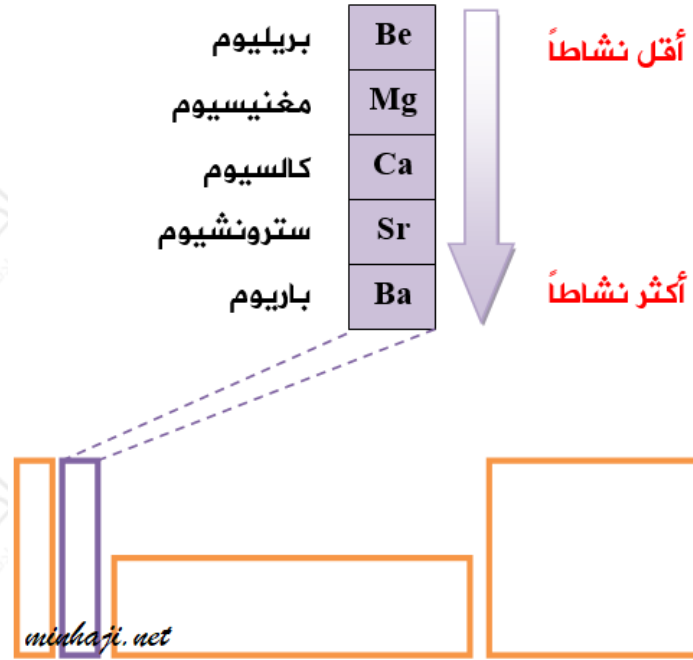 بريليوم Be أقل نشاطاً
مغنيسيوم Mg
كالسيوم Ca
سترونشيوم Sr
باريوم Ba أكثر نشاطاً
minhaji.net